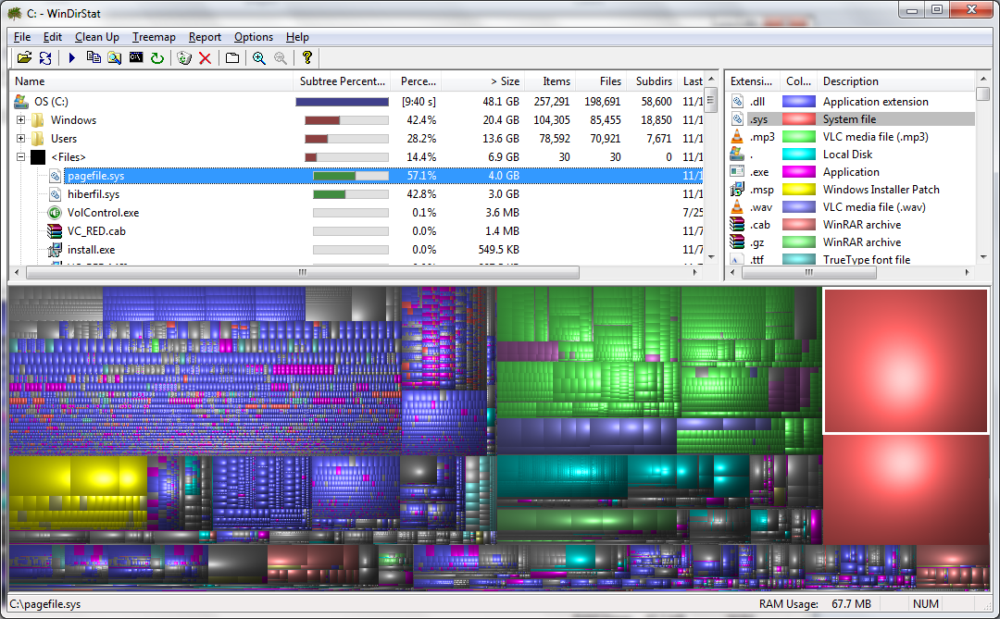 C: - WinDirStat
File Edit Clean Up Treemap Report Options Help
Name Subtree Percent... Perce... > Size Items Files Subdirs Last
OS (C:) [9:40 s] 48.1 GB 257,291 198,691 58,600 11/1
Windows 42.4% 20.4 GB 104,305 85,455 18,850 11/1
Users 28.2% 13.6 GB 78,592 70,921 7,671 11/1
<Files> 14.4% 6.9 GB 30 30 0 11/1
pagefile.sys 57.1% 4.0 GB 11/1
hiberfil.sys 42.8% 3.0 GB 11/1
VolControl.exe 0.1% 3.6 MB 7/25
VC_RED.cab 0.0% 1.4 MB 11/7
install.exe 0.0% 549.5 KB 11/7
Extensi... Col... Description
.dll Application extension
.sys System file
.mp3 VLC media file (.mp3)
. Local Disk
.exe Application
.msp Windows Installer Patch
.wav VLC media file (.wav)
.cab WinRAR archive
.gz WinRAR archive
.ttf TrueType font file
C:\pagefile.sys RAM Usage: 67.7 MB NUM